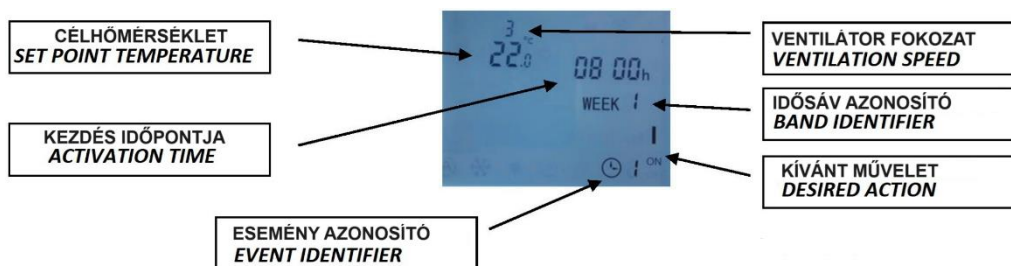 CÉLHŐMÉRSÉKLET
SET POINT TEMPERATURE
KEZDÉS IDŐPONTJA
ACTIVATION TIME
3
22.0 °C
08 00h
WEEK 1
I
1 ON
VENTILÁTOR FOKOZAT
VENTILATION SPEED
IDŐSÁV AZONOSÍTÓ
BAND IDENTIFIER
KÍVÁNT MŰVELET
DESIRED ACTION
ESEMÉNY AZONOSÍTÓ
EVENT IDENTIFIER